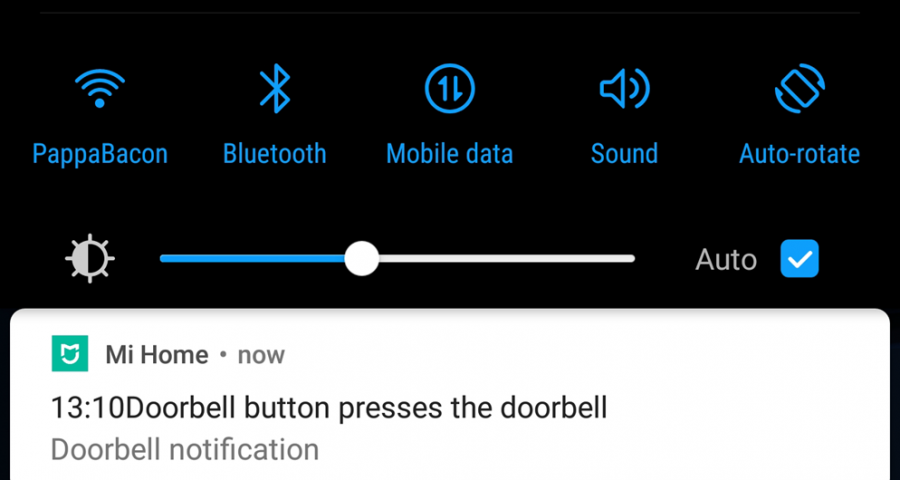 PappaBacon Bluetooth Mobile data Sound Auto-rotate
Auto
Mi Home • now
13:10Doorbell button presses the doorbell
Doorbell notification